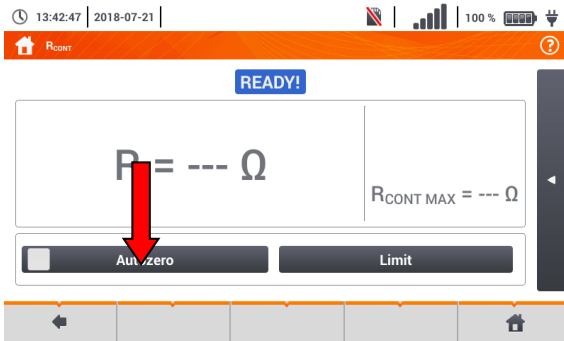 13:42:47 2018-07-21 100 %
RCONT ?
READY!
R = --- Ω
RCONT MAX = --- Ω
Autozero Limit